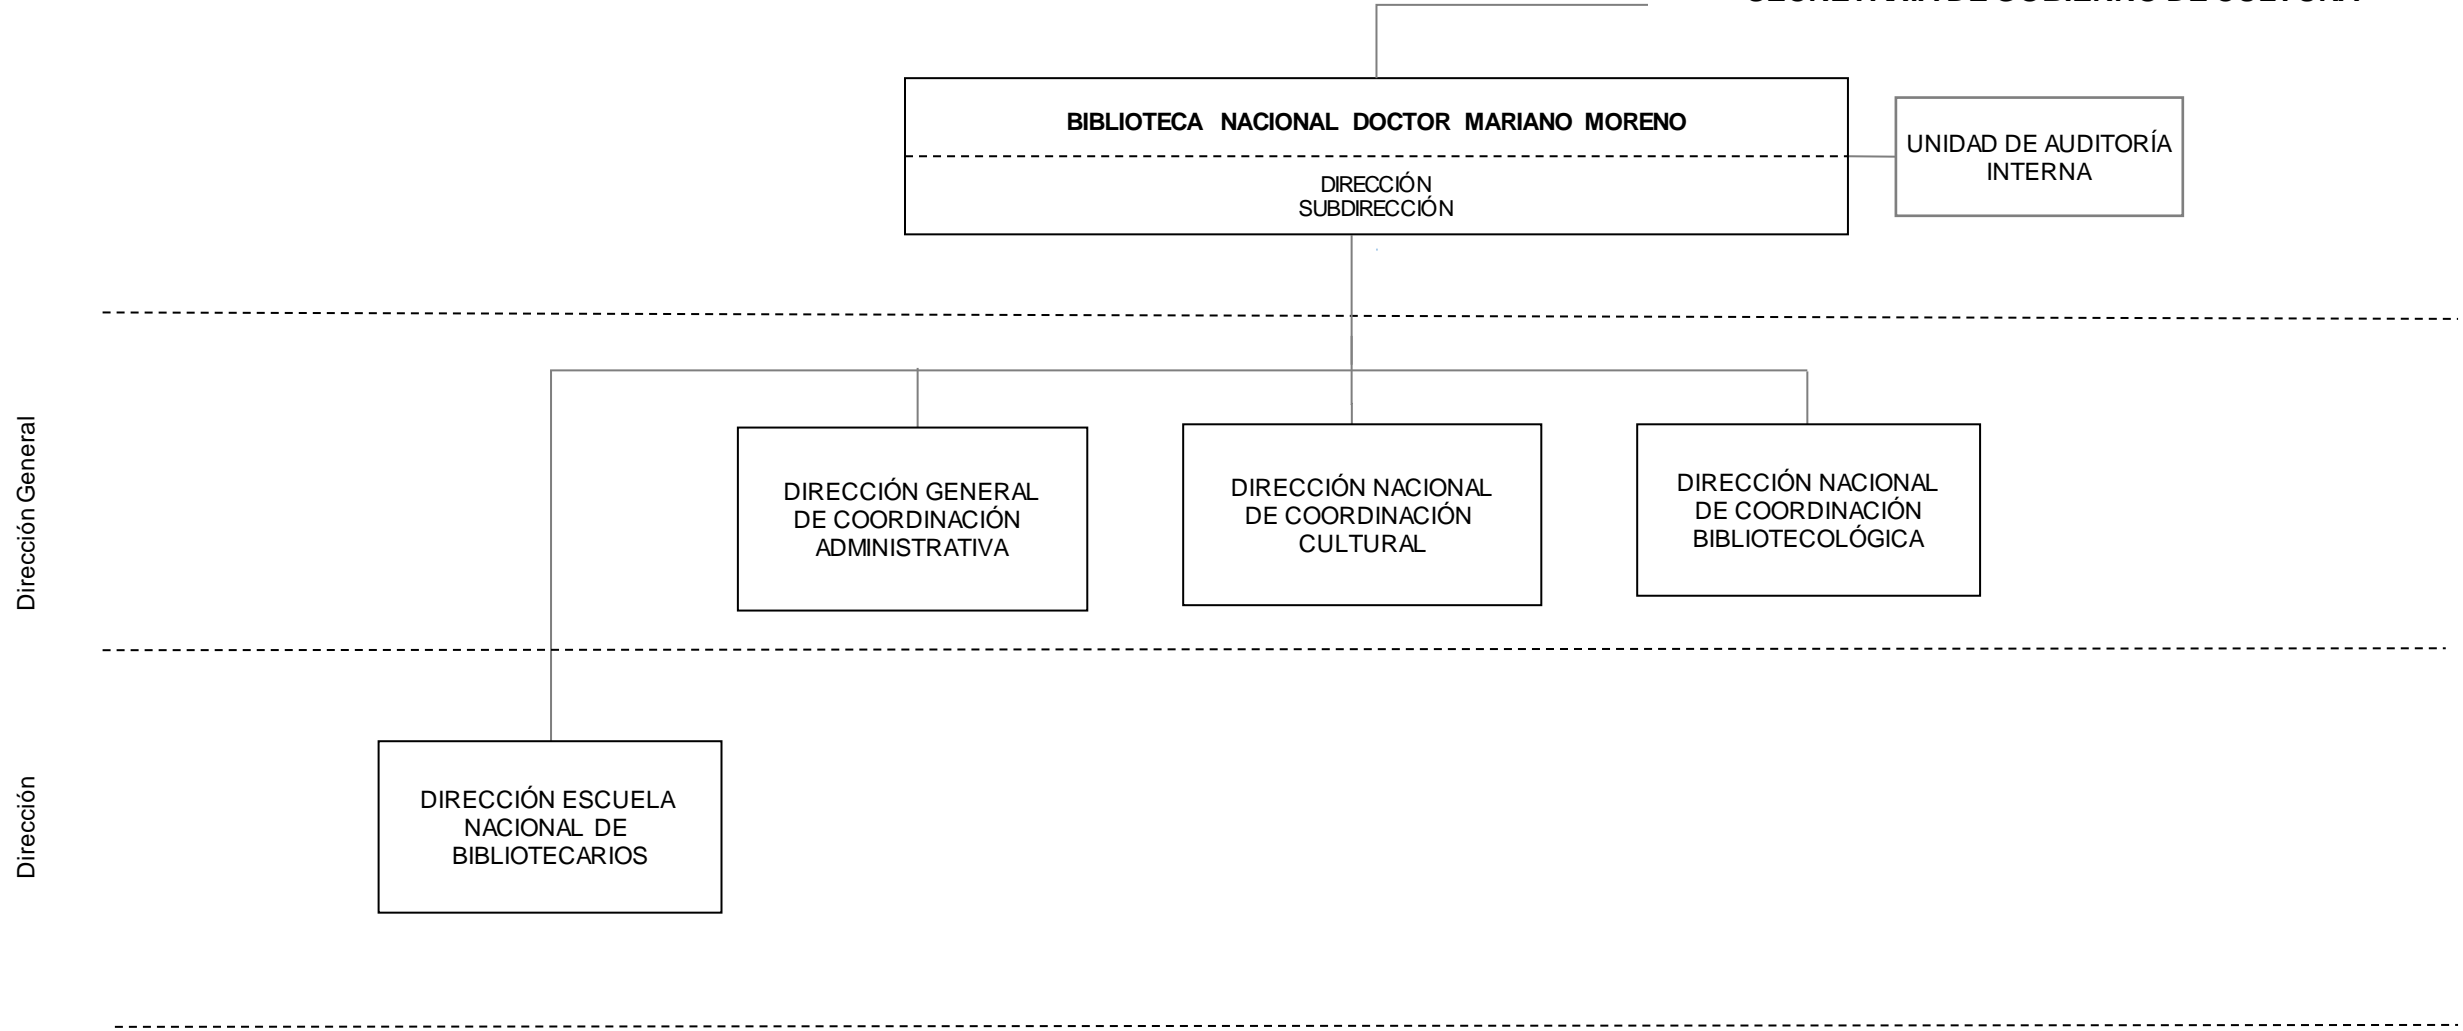 BIBLIOTECA NACIONAL DOCTOR MARIANO MORENO
DIRECCIÓN
SUBDIRECCIÓN
UNIDAD DE AUDITORÍA
INTERNA
Dirección General
DIRECCIÓN GENERAL
DE COORDINACIÓN
ADMINISTRATIVA
DIRECCIÓN NACIONAL
DE COORDINACIÓN
CULTURAL
DIRECCIÓN NACIONAL
DE COORDINACIÓN
BIBLIOTECOLÓGICA
Dirección
DIRECCIÓN ESCUELA
NACIONAL DE
BIBLIOTECARIOS